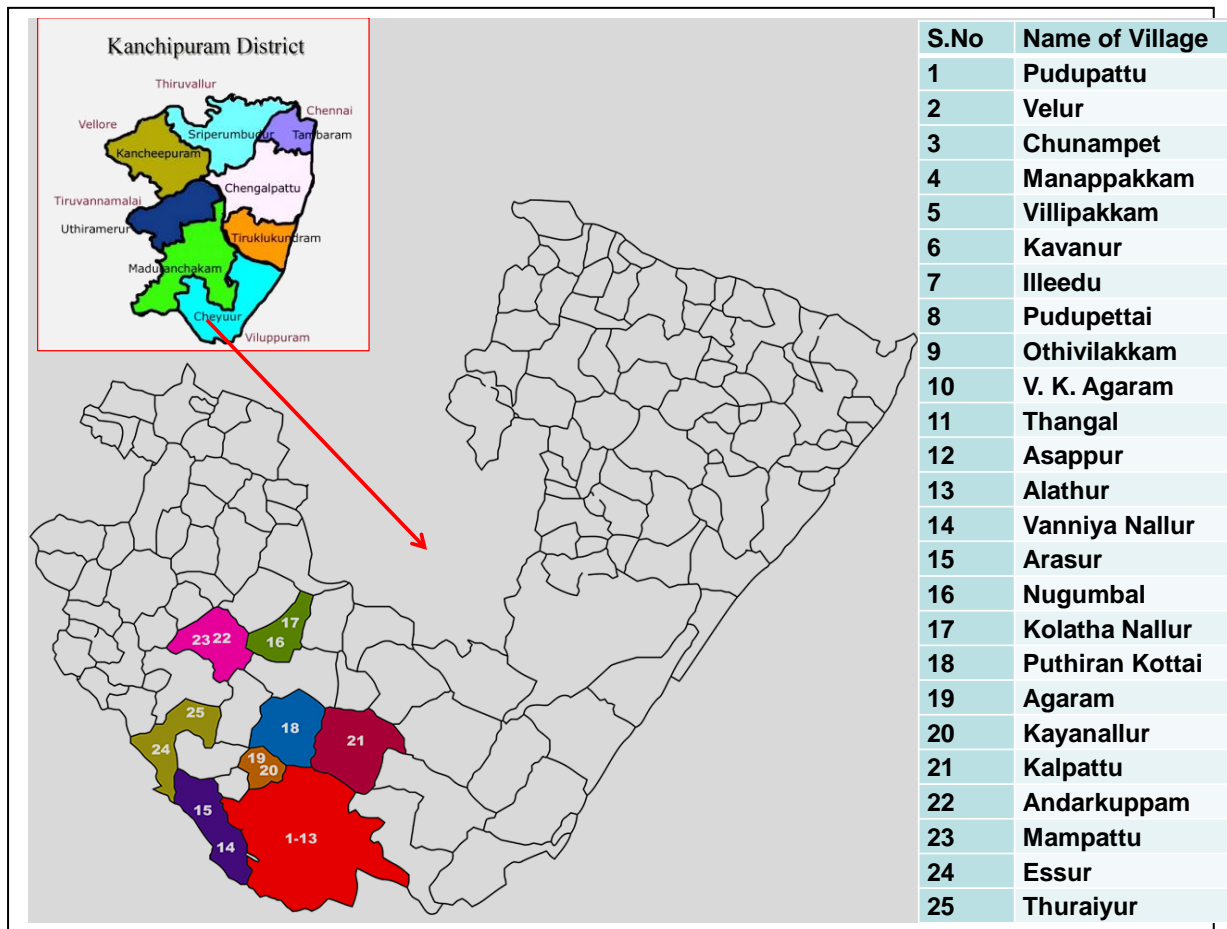 Kanchipuram District
Thiruvallur
Chennai
Vellore
Sriperumbudur
Tambaram
Kancheepuram
Chengalpattu
Tiruvannamalai
Uthiramerur
Tiruklukundram
Maduranchakam
Cheyuur
Viluppuram
17
23 22
16
25
18
21
24
19
20
15
1-13
14
S.No Name of Village
1 Pudupattu
2 Velur
3 Chunampet
4 Manappakkam
5 Villipakkam
6 Kavanur
7 Illeedu
8 Pudupettai
9 Othivilakkam
10 V. K. Agaram
11 Thangal
12 Asappur
13 Alathur
14 Vanniya Nallur
15 Arasur
16 Nugumbal
17 Kolatha Nallur
18 Puthiran Kottai
19 Agaram
20 Kayanallur
21 Kalpattu
22 Andarkuppam
23 Mampattu
24 Essur
25 Thuraiyur